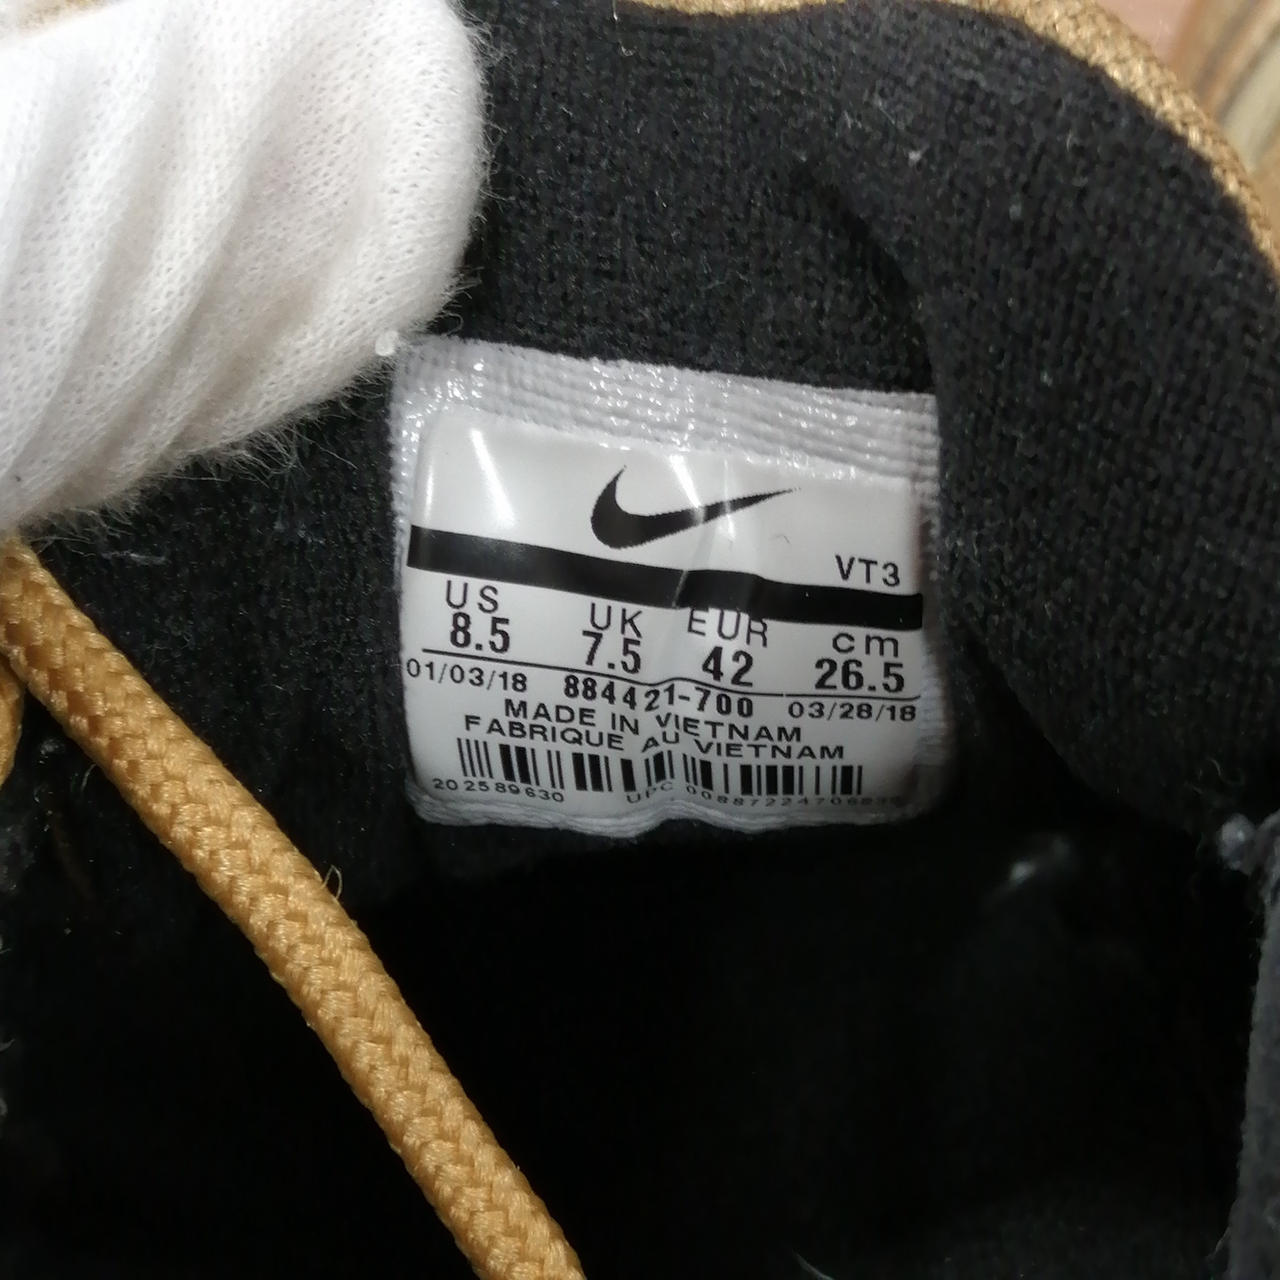 VT3
US UK EUR cm
8.5 7.5 42 26.5
01/03/18 884421-700 03/28/18
MADE IN VIETNAM
FABRIQUE AU VIETNAM
202589630 UPC